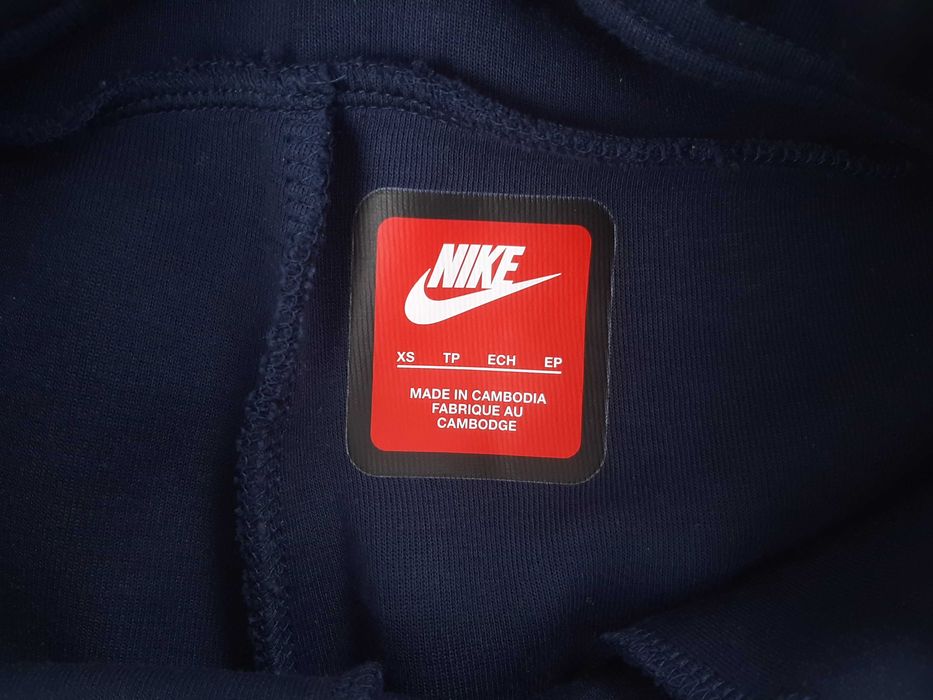 NIKE
XS TP ECH EP
MADE IN CAMBODIA
FABRIQUE AU
CAMBODGE